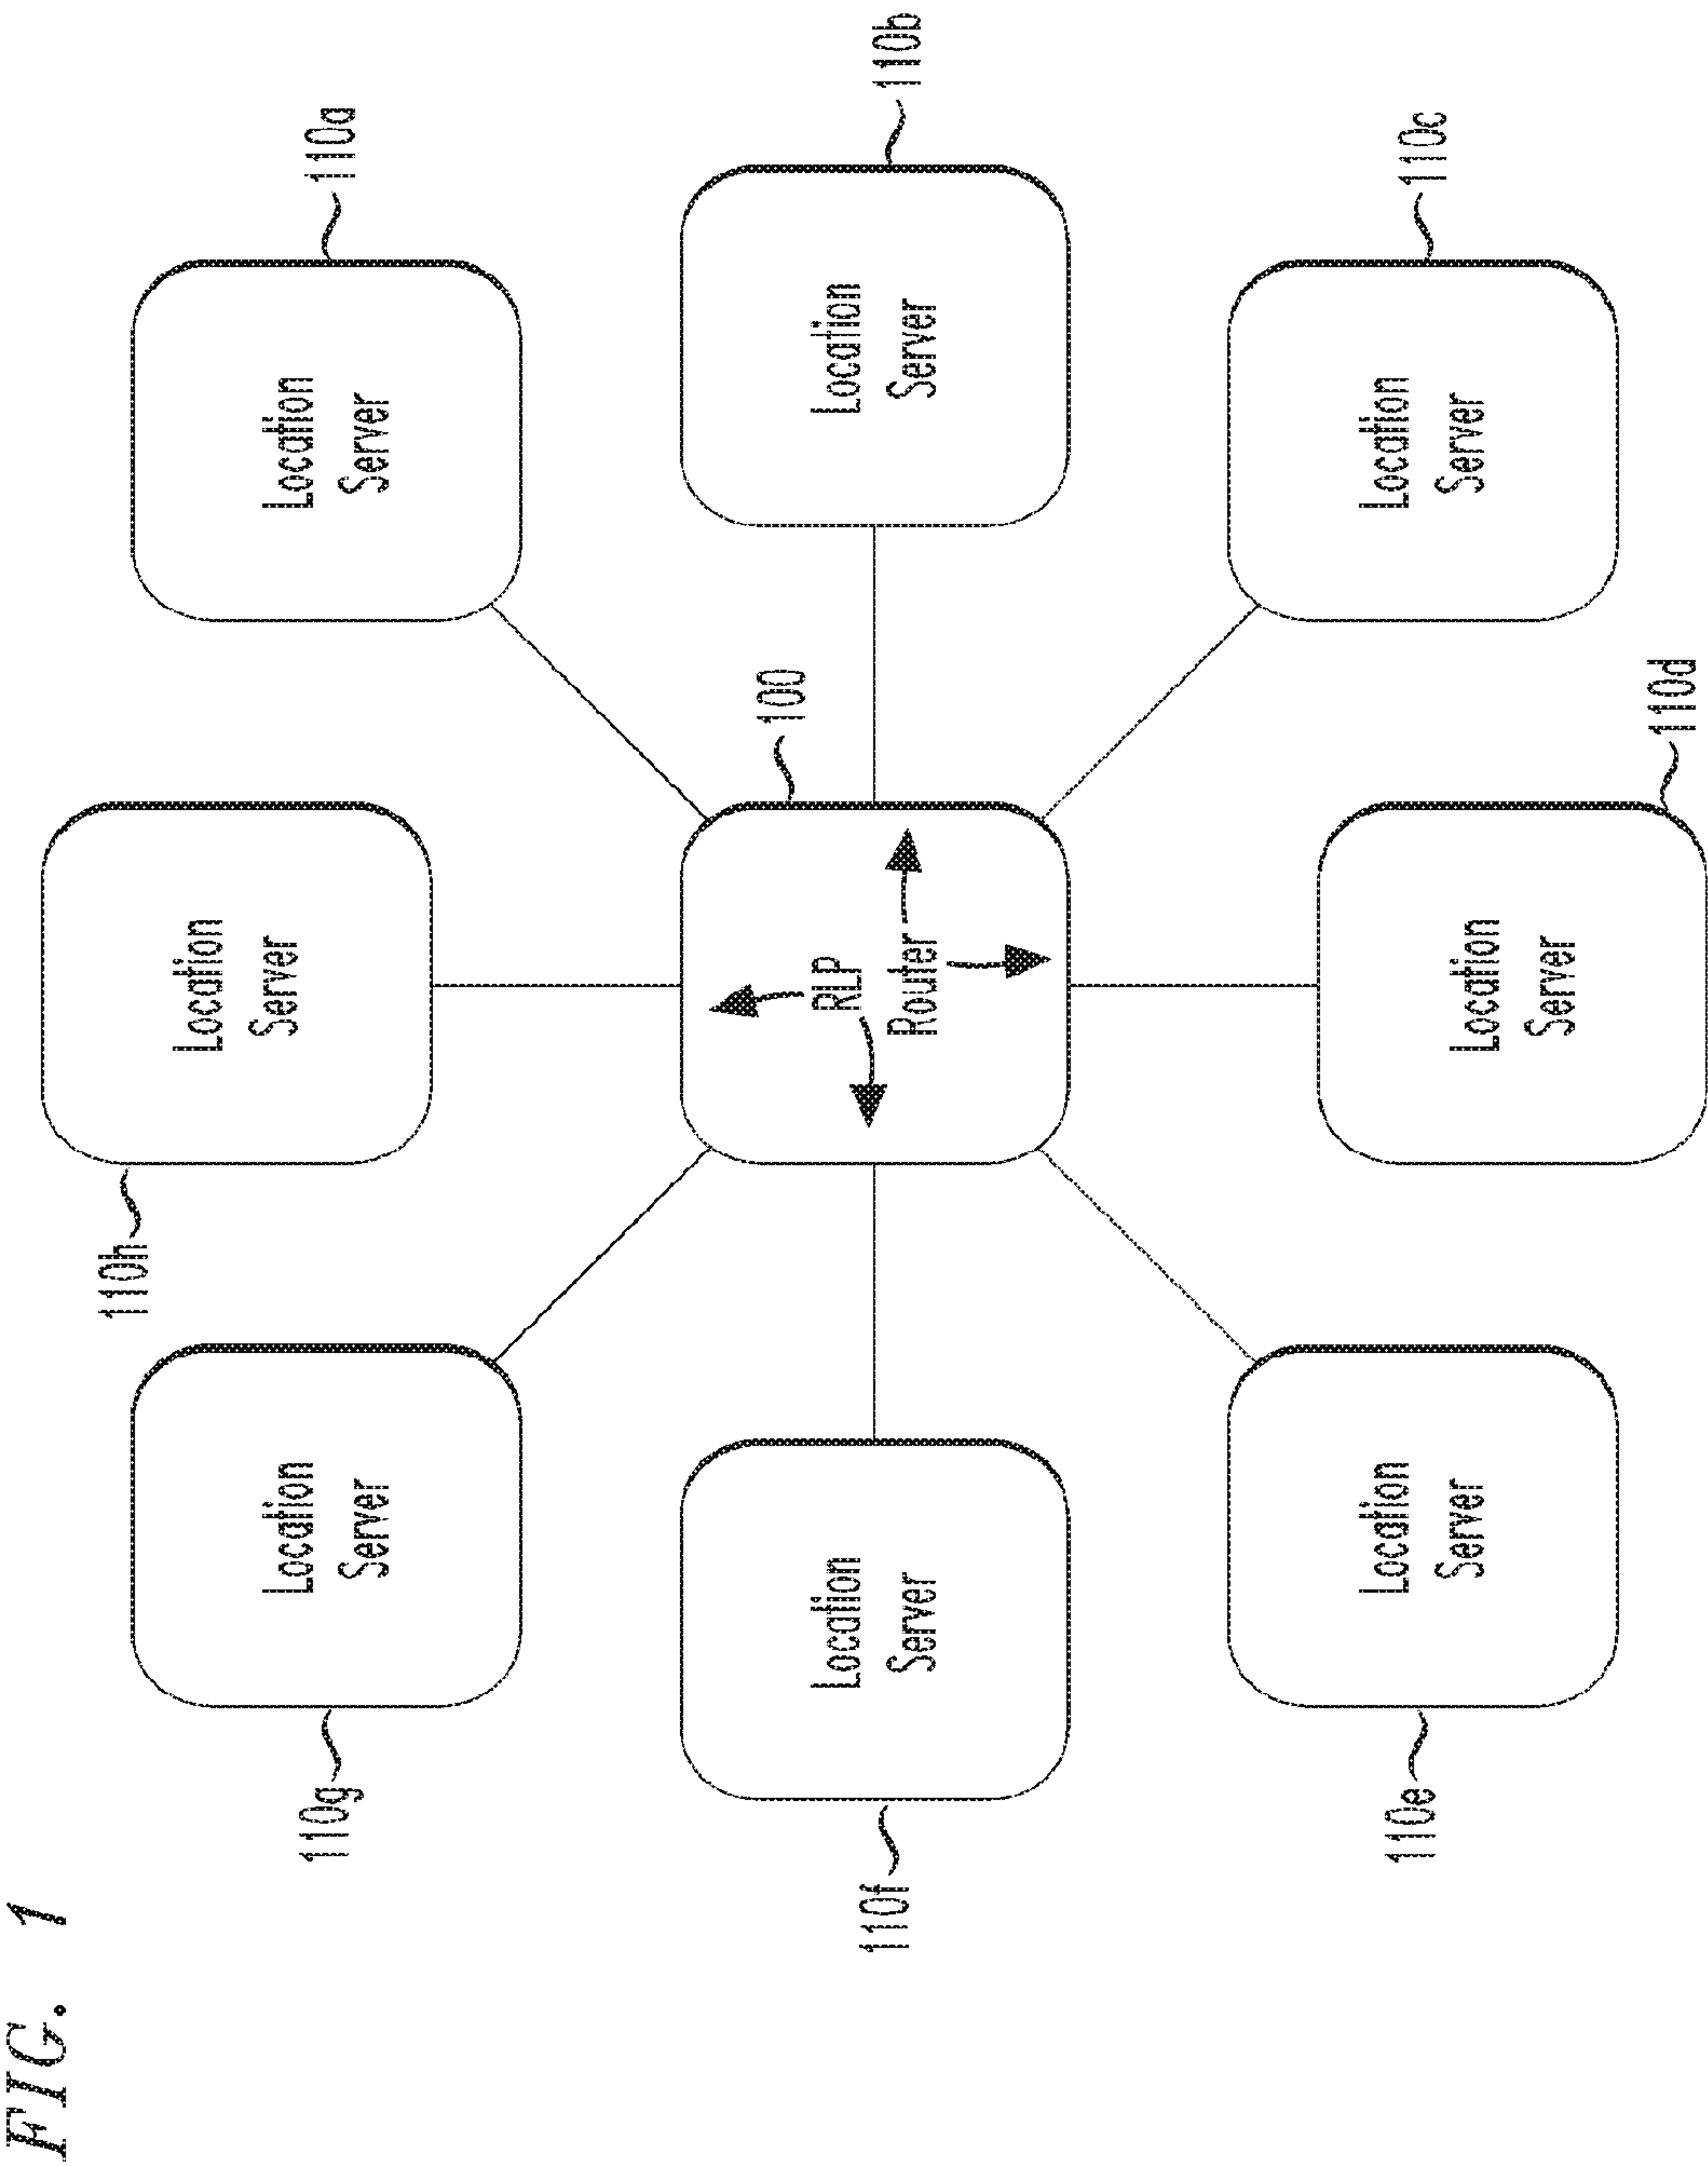 FIG. 1
110h
Location
Server
110g
Location
Server
110a
Location
Server
110f
Location
Server
100
RLP
Router
110b
Location
Server
110e
Location
Server
110c
Location
Server
110d
Location
Server